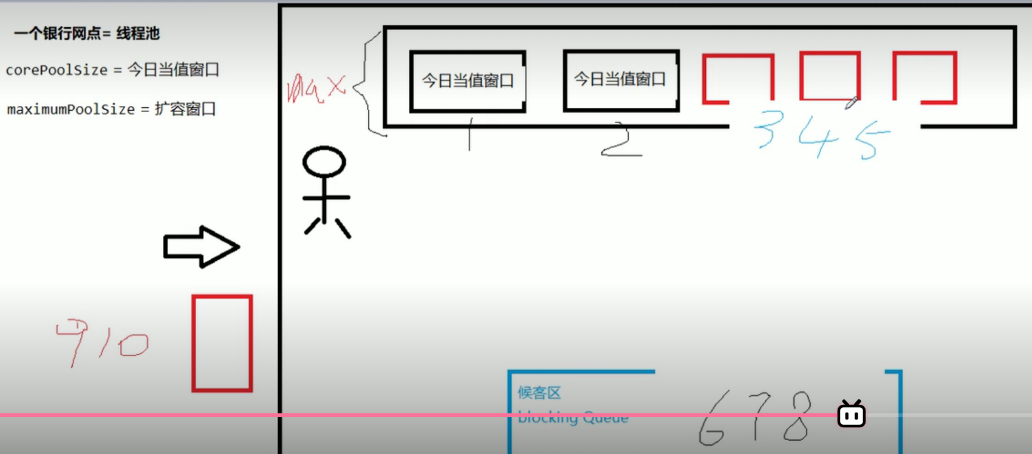 一个银行网点= 线程池
corePoolSize = 今日当值窗口
maximumPoolSize = 扩容窗口
max
今日当值窗口
今日当值窗口
1
2
3 4 5
9 10
候客区
blocking Queue
6 7 8